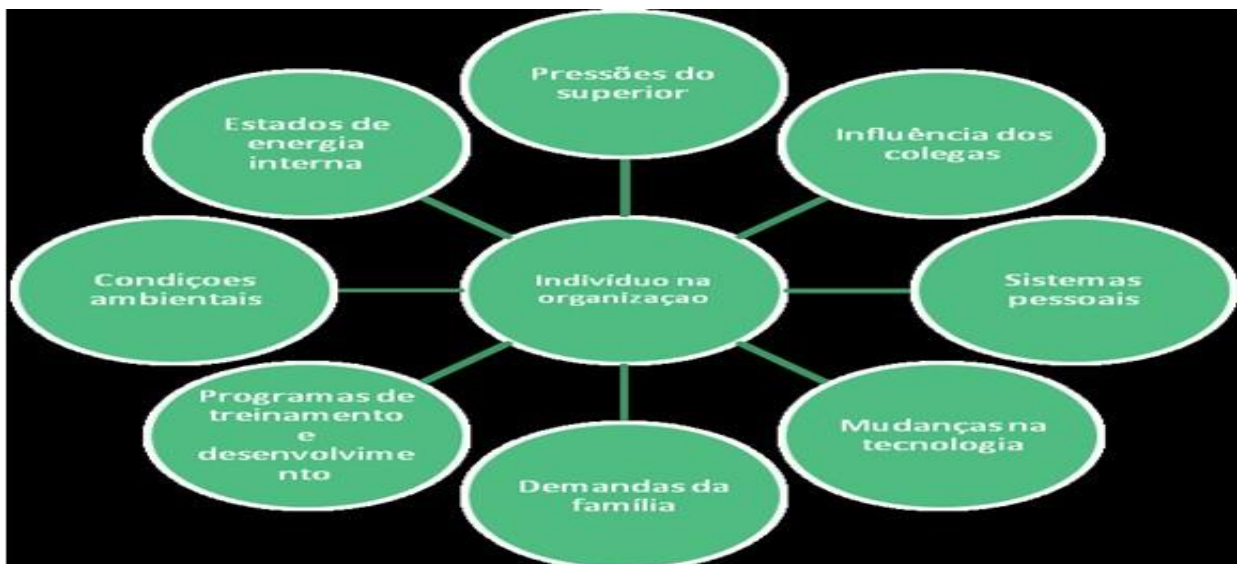 Pressões do
superior
Estados de
energia
interna
Influência dos
colegas
Condiçoes
ambientais
Indivíduo na
organizaçao
Sistemas
pessoais
Programas de
treinamento
e
desenvolvime
nto
Mudanças na
tecnologia
Demandas da
família